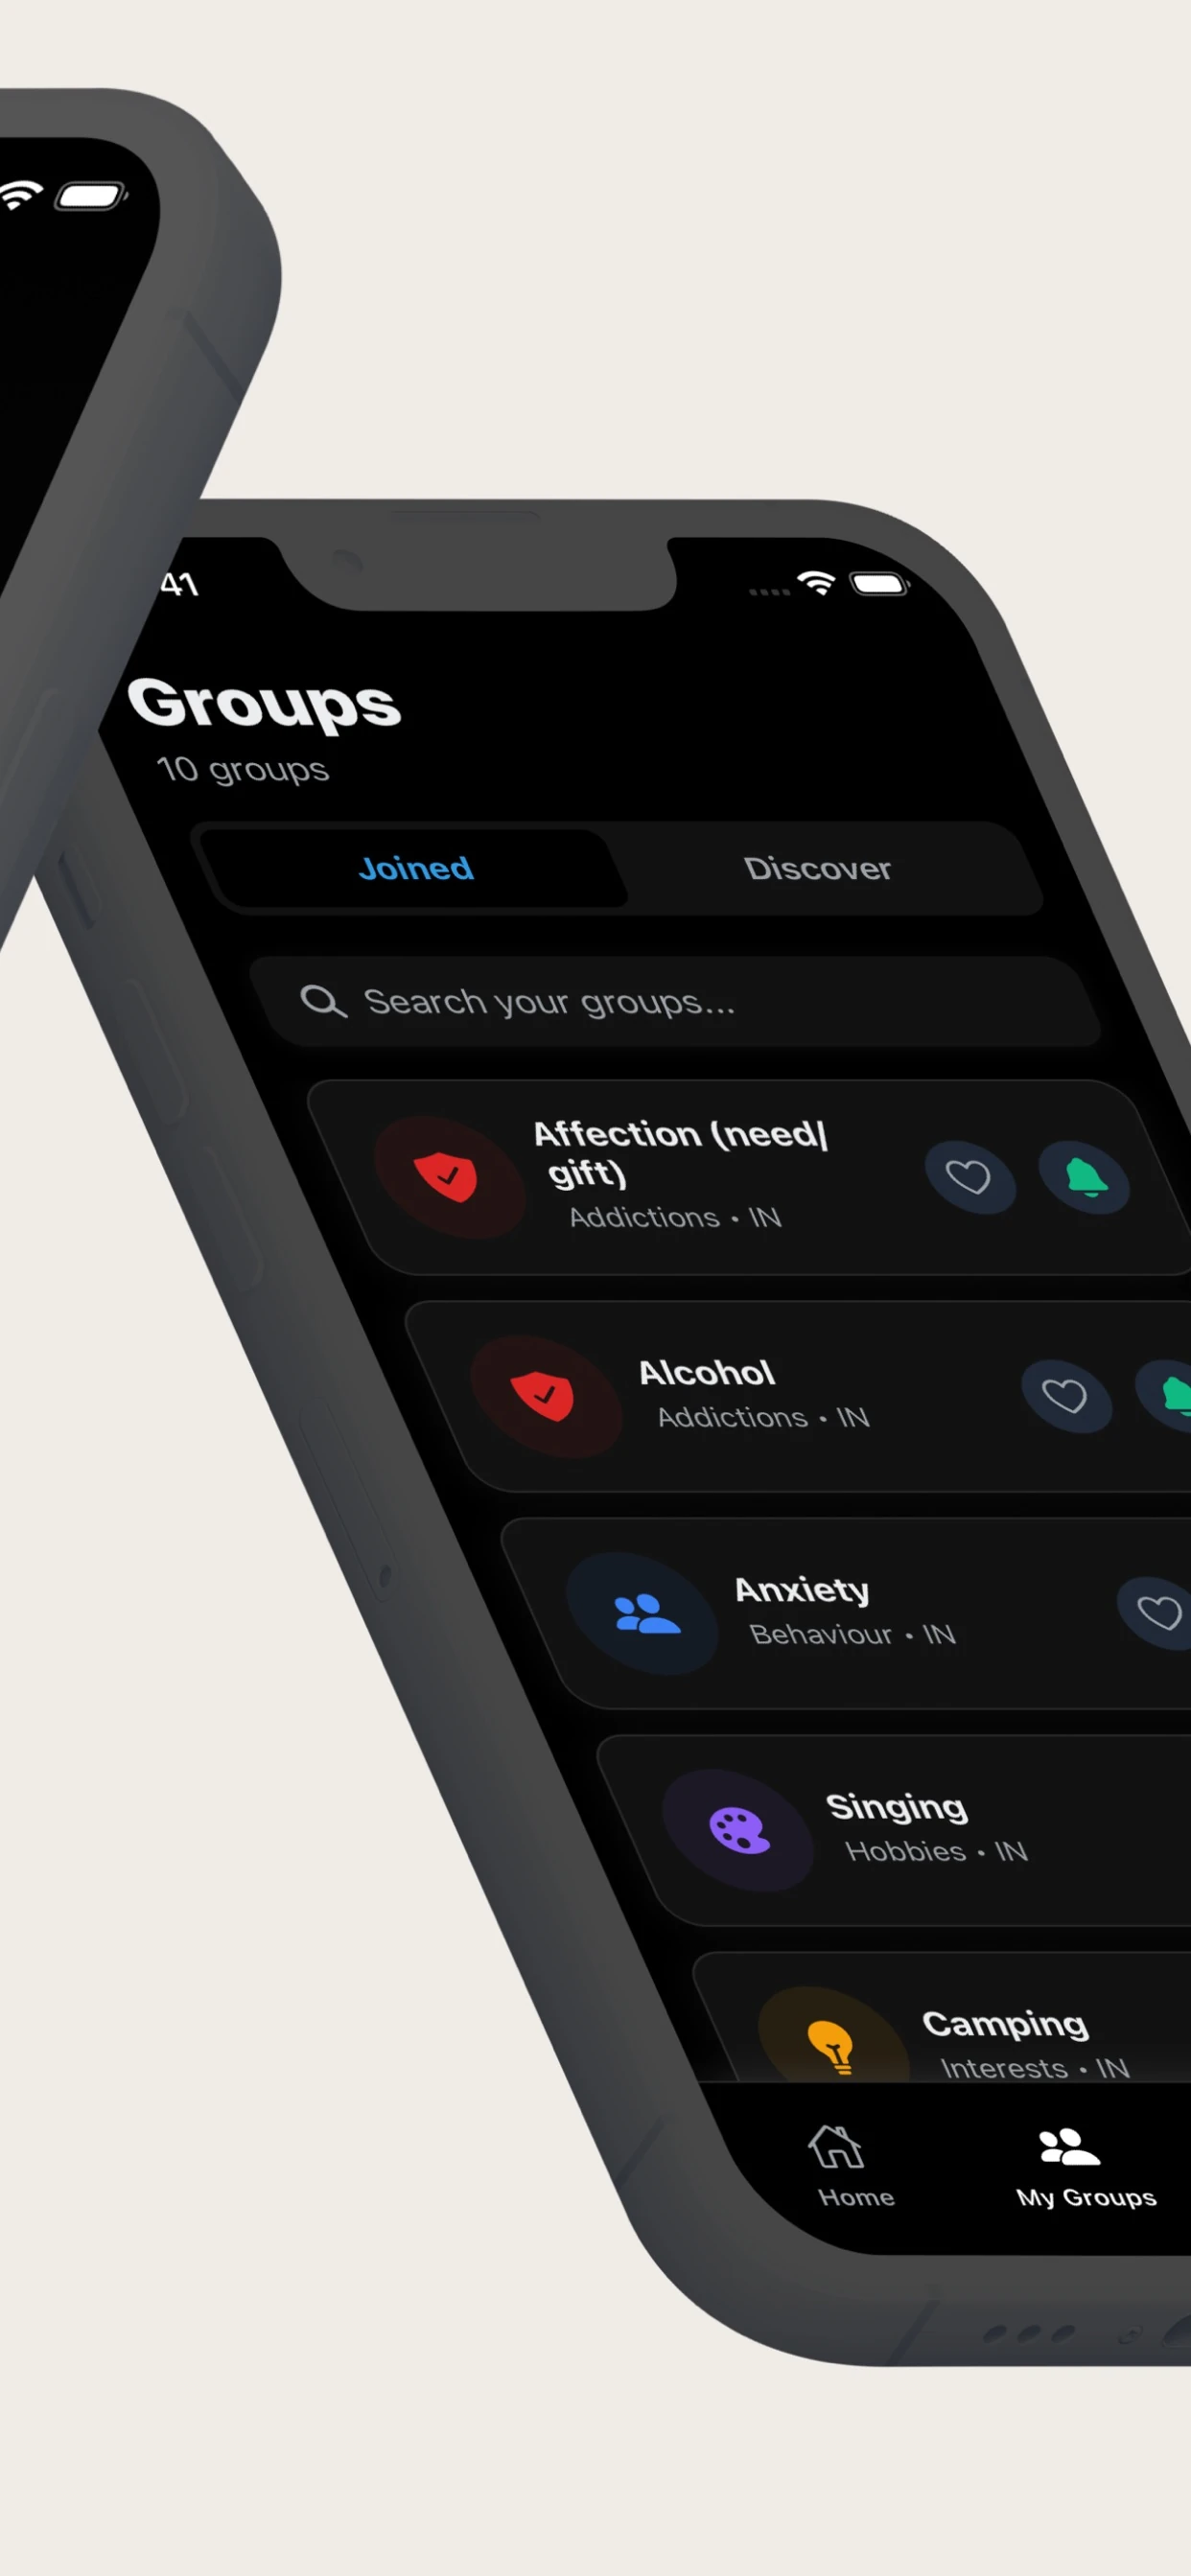 41
Groups
10 groups
Joined
Discover
Search your groups...
Affection (need/
gift)
Addictions • IN
Alcohol
Addictions • IN
Anxiety
Behaviour • IN
Singing
Hobbies • IN
Camping
Interests • IN
Home
My Groups